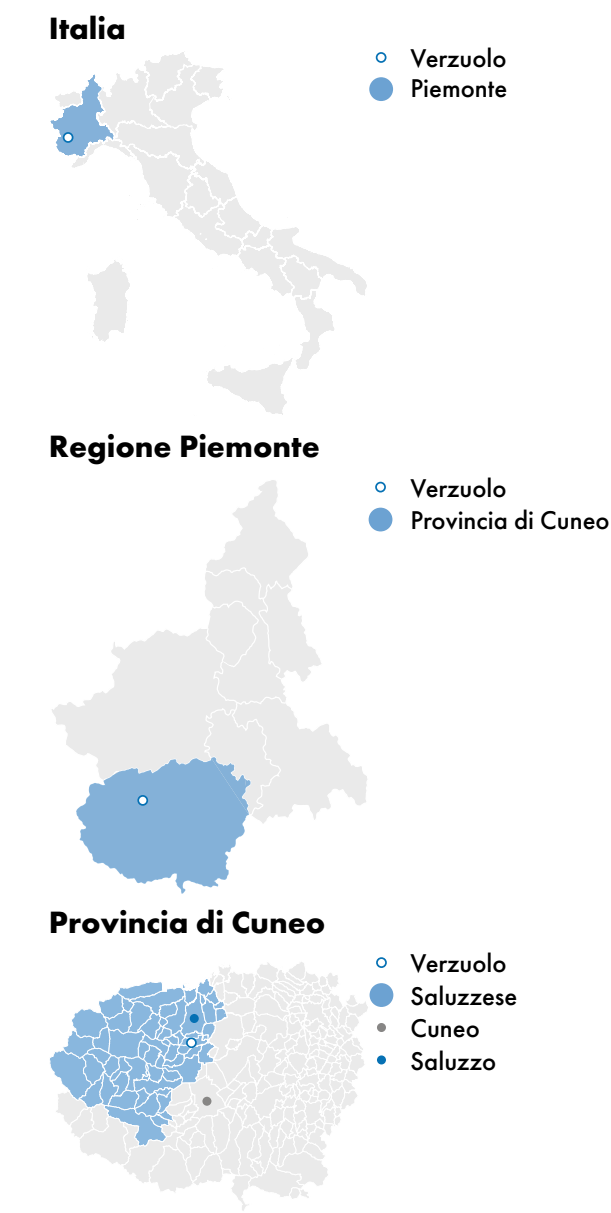 Italia
Verzuolo
Piemonte
Regione Piemonte
Verzuolo
Provincia di Cuneo
Provincia di Cuneo
Verzuolo
Saluzzese
Cuneo
Saluzzo